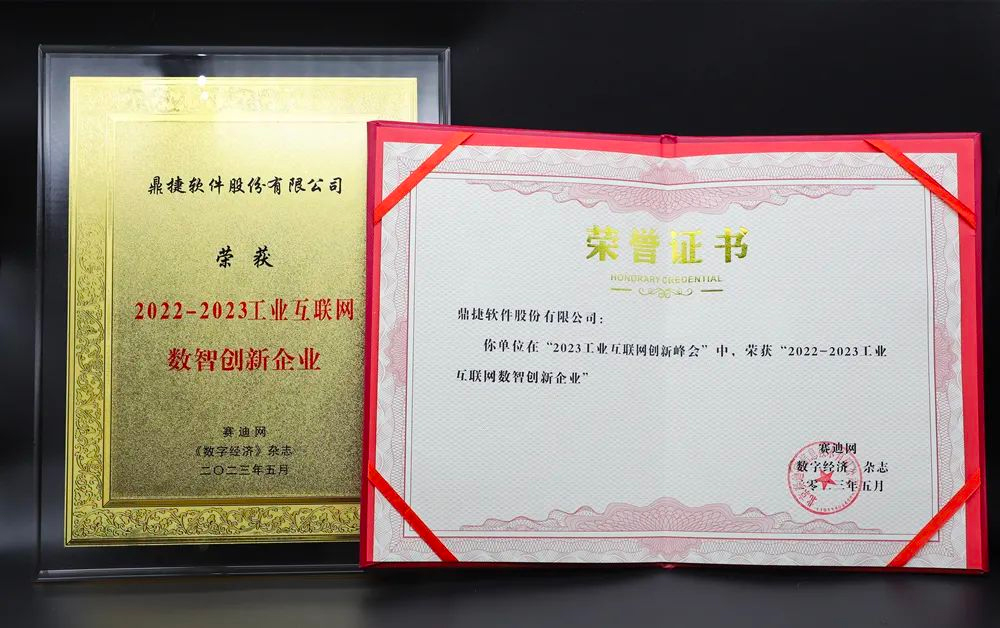 鼎捷软件股份有限公司
荣获
2022-2023工业互联网
数智创新企业
赛迪网
《数字经济》杂志
二〇二三年五月
荣誉证书
HONORARY CREDENTIAL
鼎捷软件股份有限公司:
你单位在“2023工业互联网创新峰会”中,荣获“2022-2023工业
互联网数智创新企业”
赛迪网
数字经济 杂志
二零二三年五月